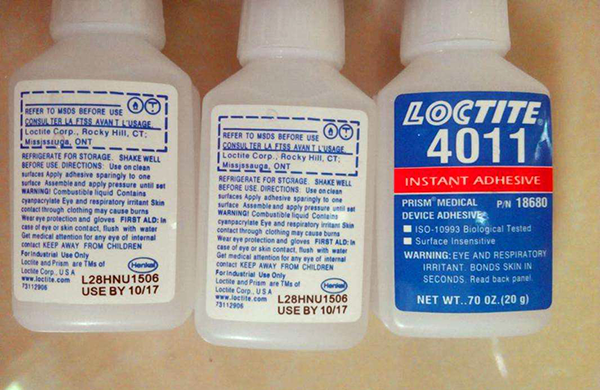 REFER TO MSDS BEFORE USE
CONSULTER LA FTSS AVANT L'USAGE
Loctite Corp., Rocky Hill, CT;
Mississauga, ONT
REFRIGERATE FOR STORAGE. SHAKE WELL
BEFORE USE. DIRECTIONS: Use on clean
surfaces Apply adhesive sparingly to one
surface Assemble and apply pressure until set
WARNING! Combustible liquid Contains
cyanpacrylate Eye and respiratory irritant Skin
contact through clothing may cause burns
Wear eye protection and gloves FIRST ALD: In
case of eye or skin contact, flush with water
Get medical attention for any eye of internal
contact KEEP AWAY FROM CHILDREN
For Industrial Use Only
Loctite and Prism are TMs of
Loctite Corp., U S A
www.loctite.com
73112906
Henkel
L28HNU1506
USE BY 10/17
REFER TO MSDS BEFORE USE
CONSULTER LA FTSS AVANT L'USAGE
Loctite Corp., Rocky Hill, CT;
Mississauga, ONT
REFRIGERATE FOR STORAGE. SHAKE WELL
BEFORE USE. DIRECTIONS: Use on clean
surfaces Apply adhesive sparingly to one
surface Assemble and apply pressure until set
WARNING! Combustible liquid Contains
cyanpacrylate Eye and respiratory irritant Skin
contact through clothing may cause burns
Wear eye protection and gloves FIRST ALD: In
case of eye or skin contact, flush with water
Get medical attention for any eye of internal
contact KEEP AWAY FROM CHILDREN
For Industrial Use Only
Loctite and Prism are TMs of
Loctite Corp., U S A
www.loctite.com
73112906
Henkel
L28HNU1506
USE BY 10/17
LOCTITE
4011
INSTANT ADHESIVE
PRISM® MEDICAL
DEVICE ADHESIVE
P/N 18680
ISO-10993 Biological Tested
Surface Insensitive
WARNING: EYE AND RESPIRATORY
IRRITANT. BONDS SKIN IN
SECONDS. Read back panel.
NET WT..70 OZ.(20 g)